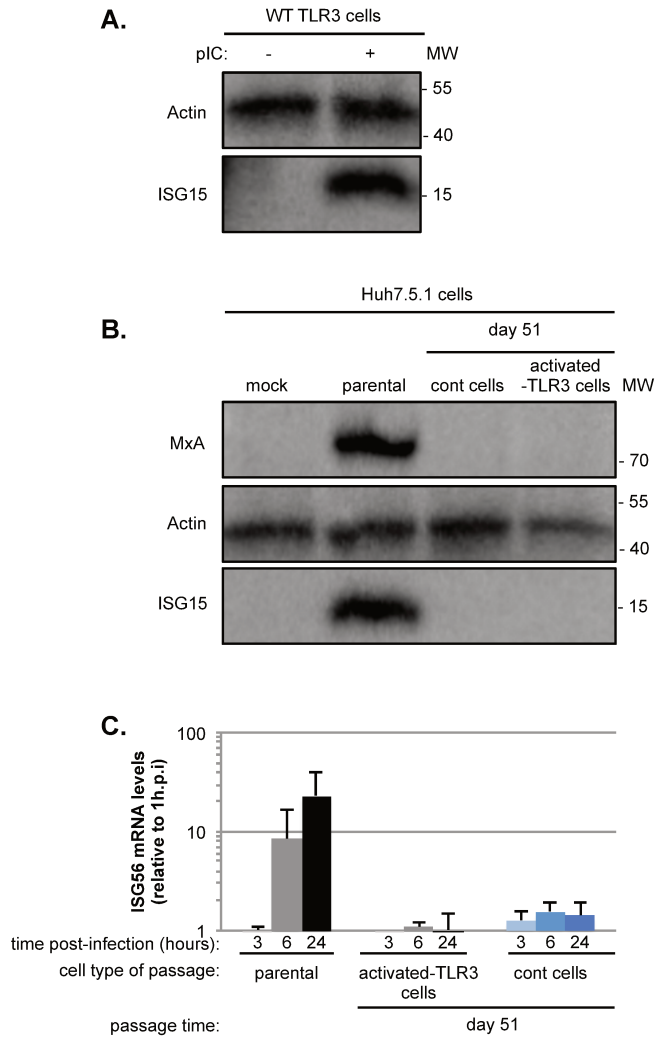 A.
WT TLR3 cells
pIC: - + MW
Actin
- 55
- 40
ISG15
- 15
Huh7.5.1 cells
B.
day 51
mock parental cont cells activated -TLR3 cells MW
MxA
- 70
Actin
- 55
- 40
ISG15
- 15
C.
ISG56 mRNA levels
(relative to 1h.p.i)
100
10
1
time post-infection (hours): 3 6 24 3 6 24 3 6 24
cell type of passage: parental activated-TLR3 cells cont cells
passage time: day 51